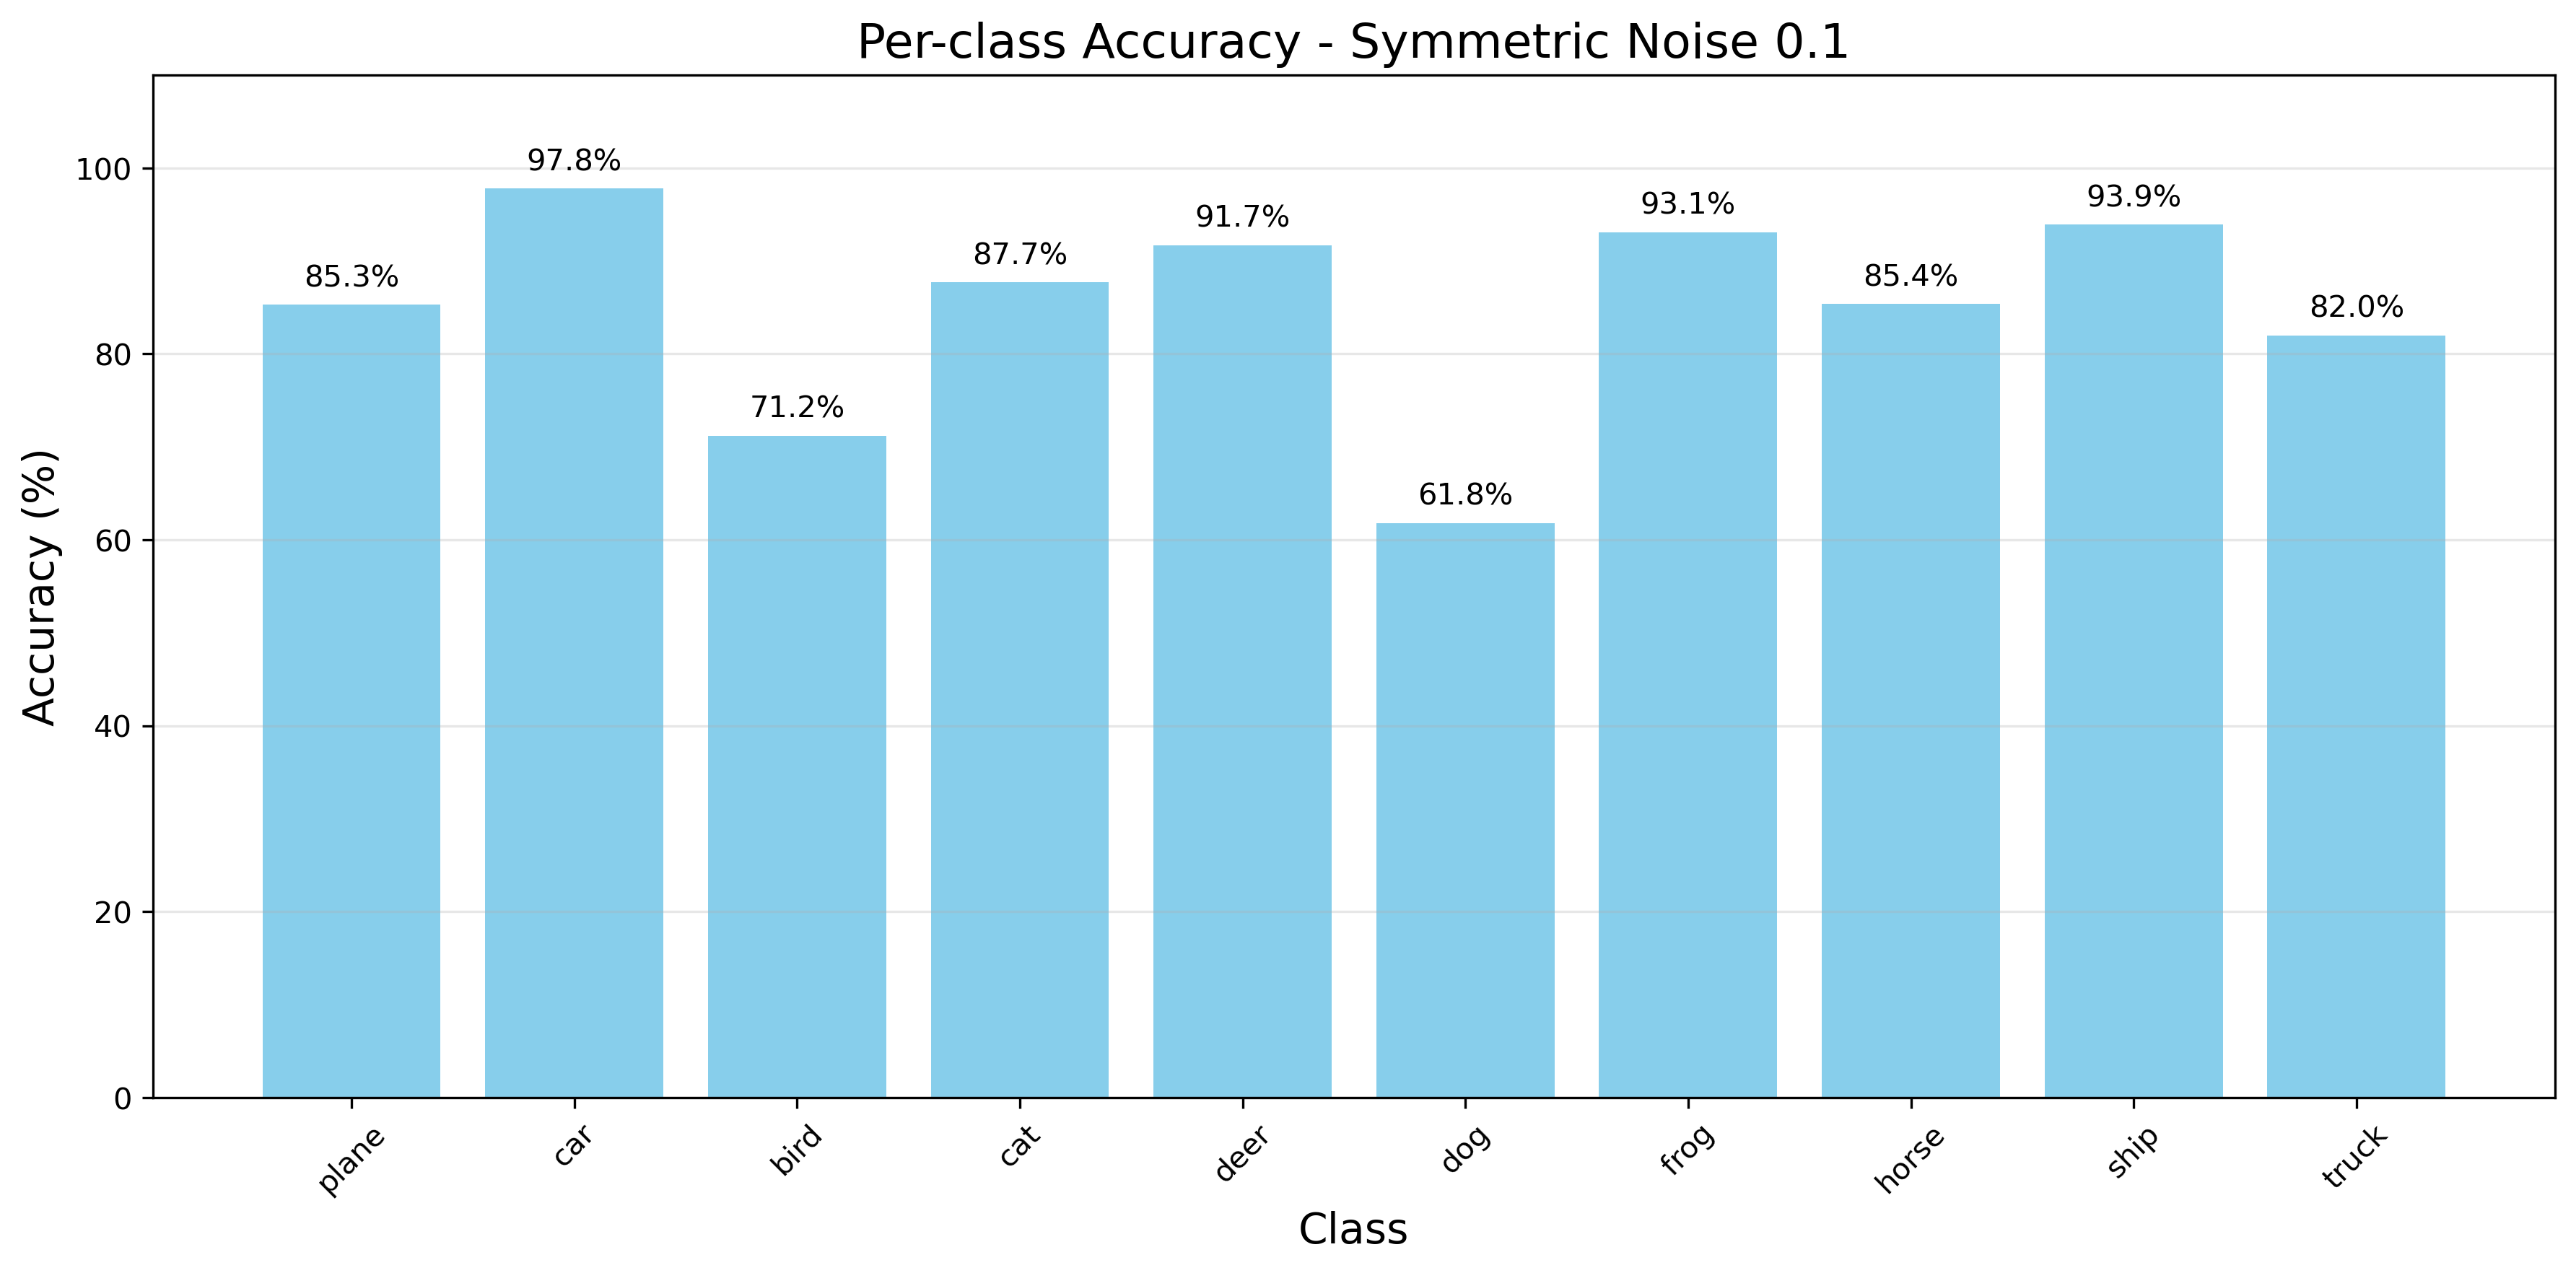 Per-class Accuracy - Symmetric Noise 0.1
Accuracy (%)
100
80
60
40
20
0
85.3%
97.8%
71.2%
87.7%
91.7%
61.8%
93.1%
85.4%
93.9%
82.0%
plane
car
bird
cat
deer
dog
frog
horse
ship
truck
Class